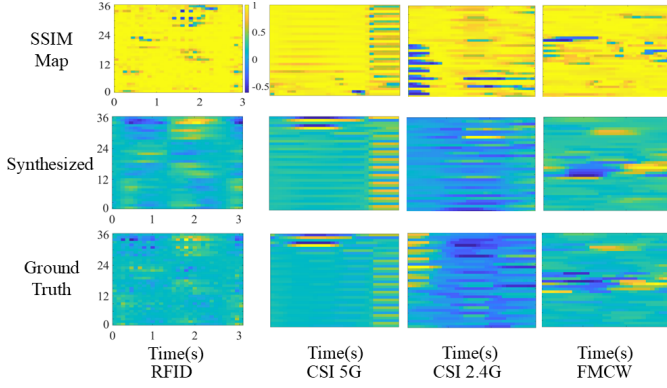 SSIM
Map
36
24
12
0
0 1 2 3
1
0.5
0
-0.5
Synthesized
36
24
12
0
0 1 2 3
Ground
Truth
36
24
12
0
0 1 2 3
Time(s) Time(s) Time(s) Time(s)
RFID CSI 5G CSI 2.4G FMCW